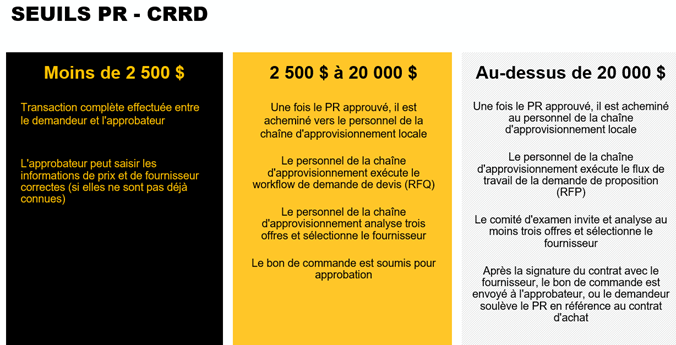 SEUILS PR - CRRD
Moins de 2 500 $
Transaction complète effectuée entre
le demandeur et l'approbateur
L'approbateur peut saisir les
informations de prix et de fournisseur
correctes (si elles ne sont pas déjà
connues)
2 500 $ à 20 000 $
Une fois le PR approuvé, il est
acheminé vers le personnel de la
chaîne d'approvisionnement locale
Le personnel de la chaîne
d'approvisionnement exécute le
workflow de demande de devis (RFQ)
Le personnel de la chaîne
d'approvisionnement analyse trois
offres et sélectionne le fournisseur
Le bon de commande est soumis pour
approbation
Au-dessus de 20 000 $
Une fois le PR approuvé, il est acheminé
au personnel de la chaîne
d'approvisionnement locale
Le personnel de la chaîne
d'approvisionnement exécute le flux de
travail de la demande de proposition
(RFP)
Le comité d'examen invite et analyse au
moins trois offres et sélectionne le
fournisseur
Après la signature du contrat avec le
fournisseur, le bon de commande est
envoyé à l'approbateur, ou le demandeur
soulève le PR en référence au contrat
d'achat